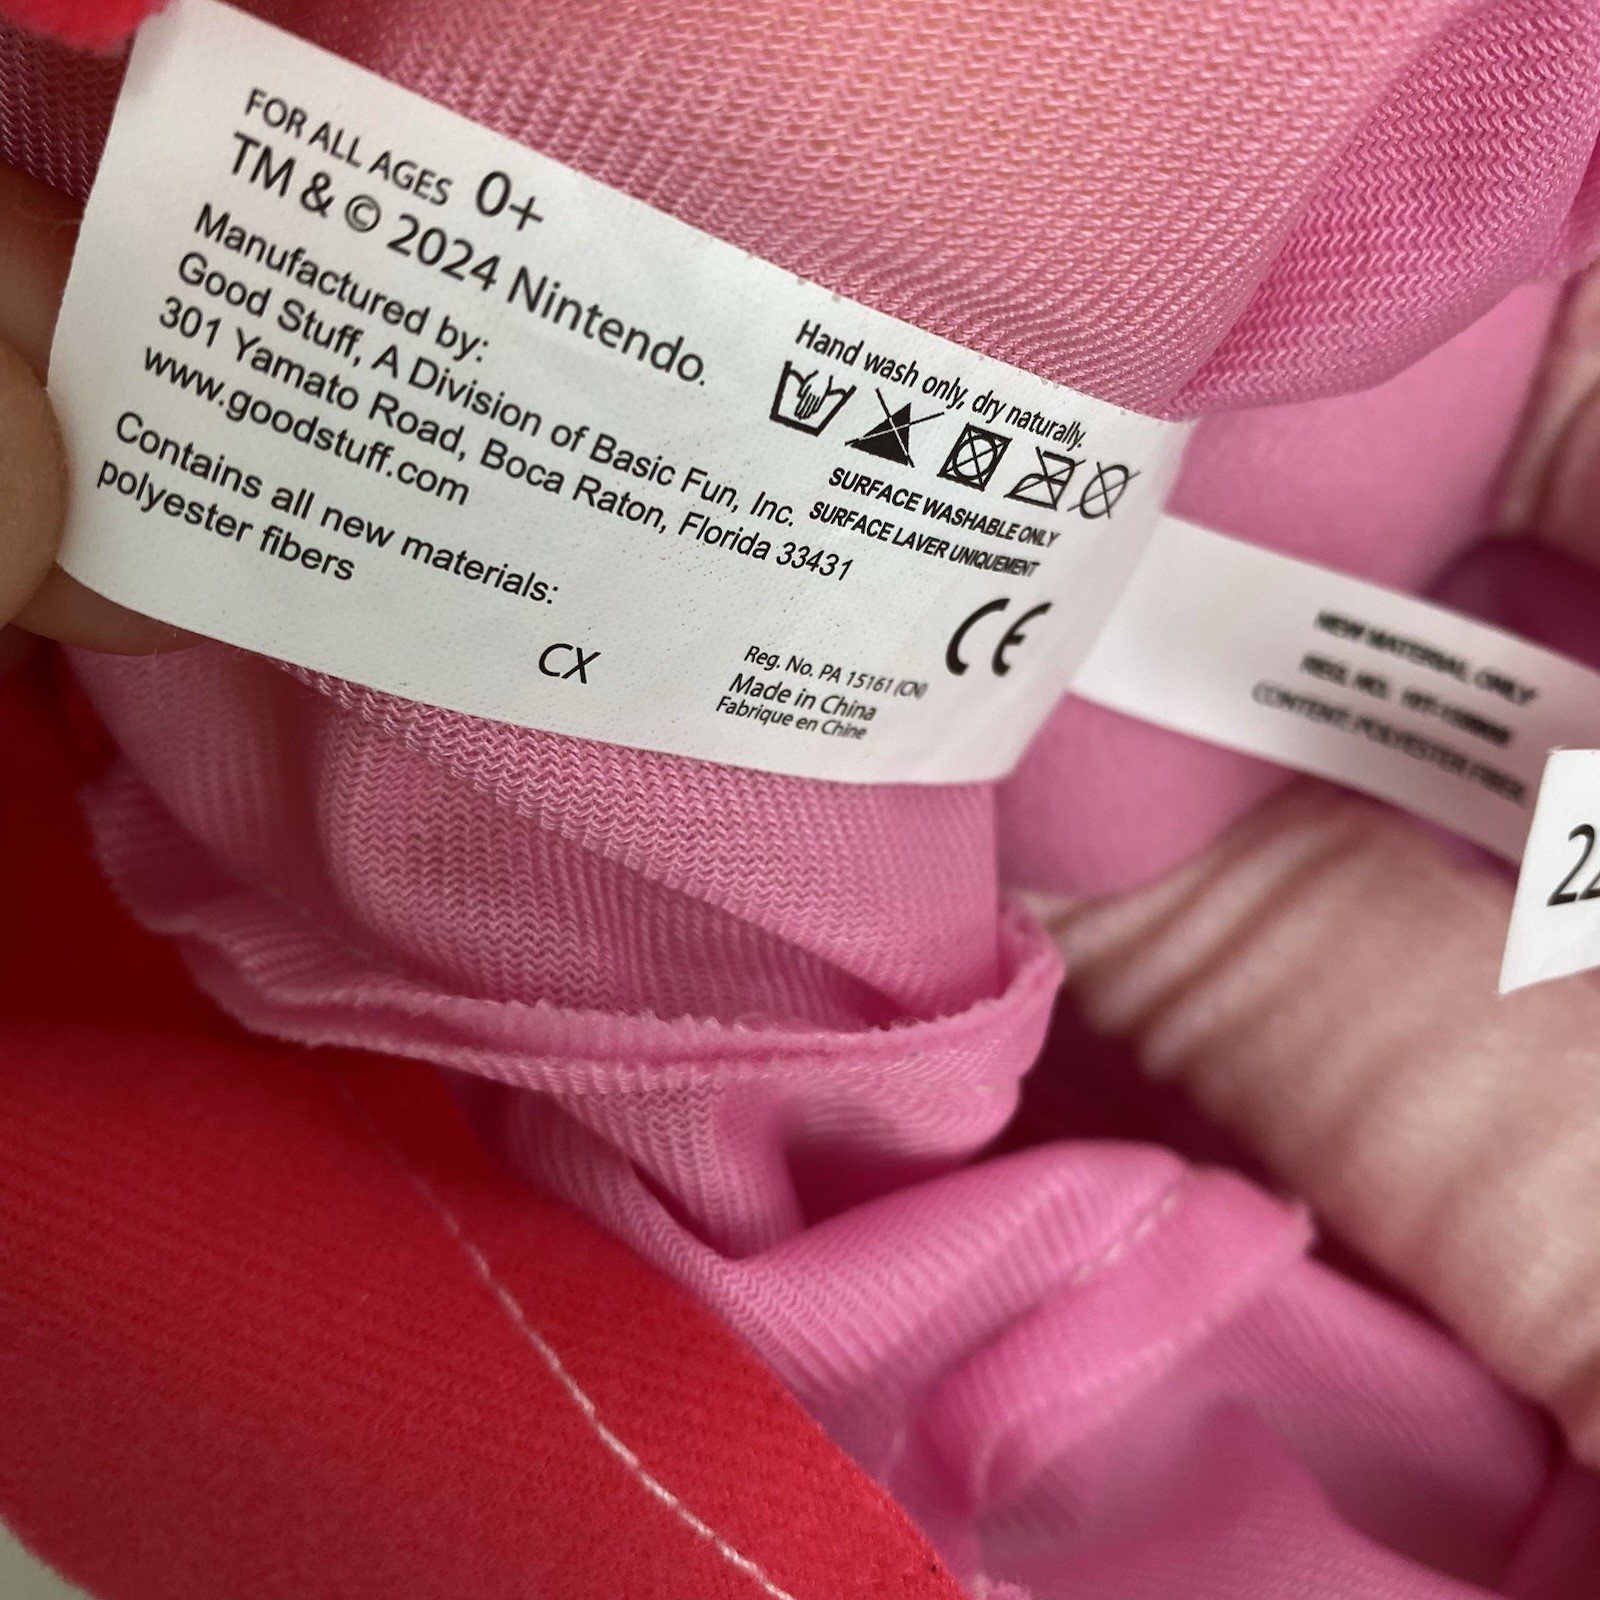 FOR ALL AGES 0+
TM & © 2024 Nintendo.
Manufactured by:
Good Stuff, A Division of Basic Fun, Inc.
301 Yamato Road, Boca Raton, Florida 33431
www.goodstuff.com
Contains all new materials:
polyester fibers
CX
Hand wash only, dry naturally.
SURFACE WASHABLE ONLY
SURFACE LAVER UNIQUEMENT
CE
Reg. No. PA 15161 (CN)
Made in China
Fabrique en Chine
NEW MATERIAL ONLY
REG. NO.
CONTENT: POLYESTER FIBER